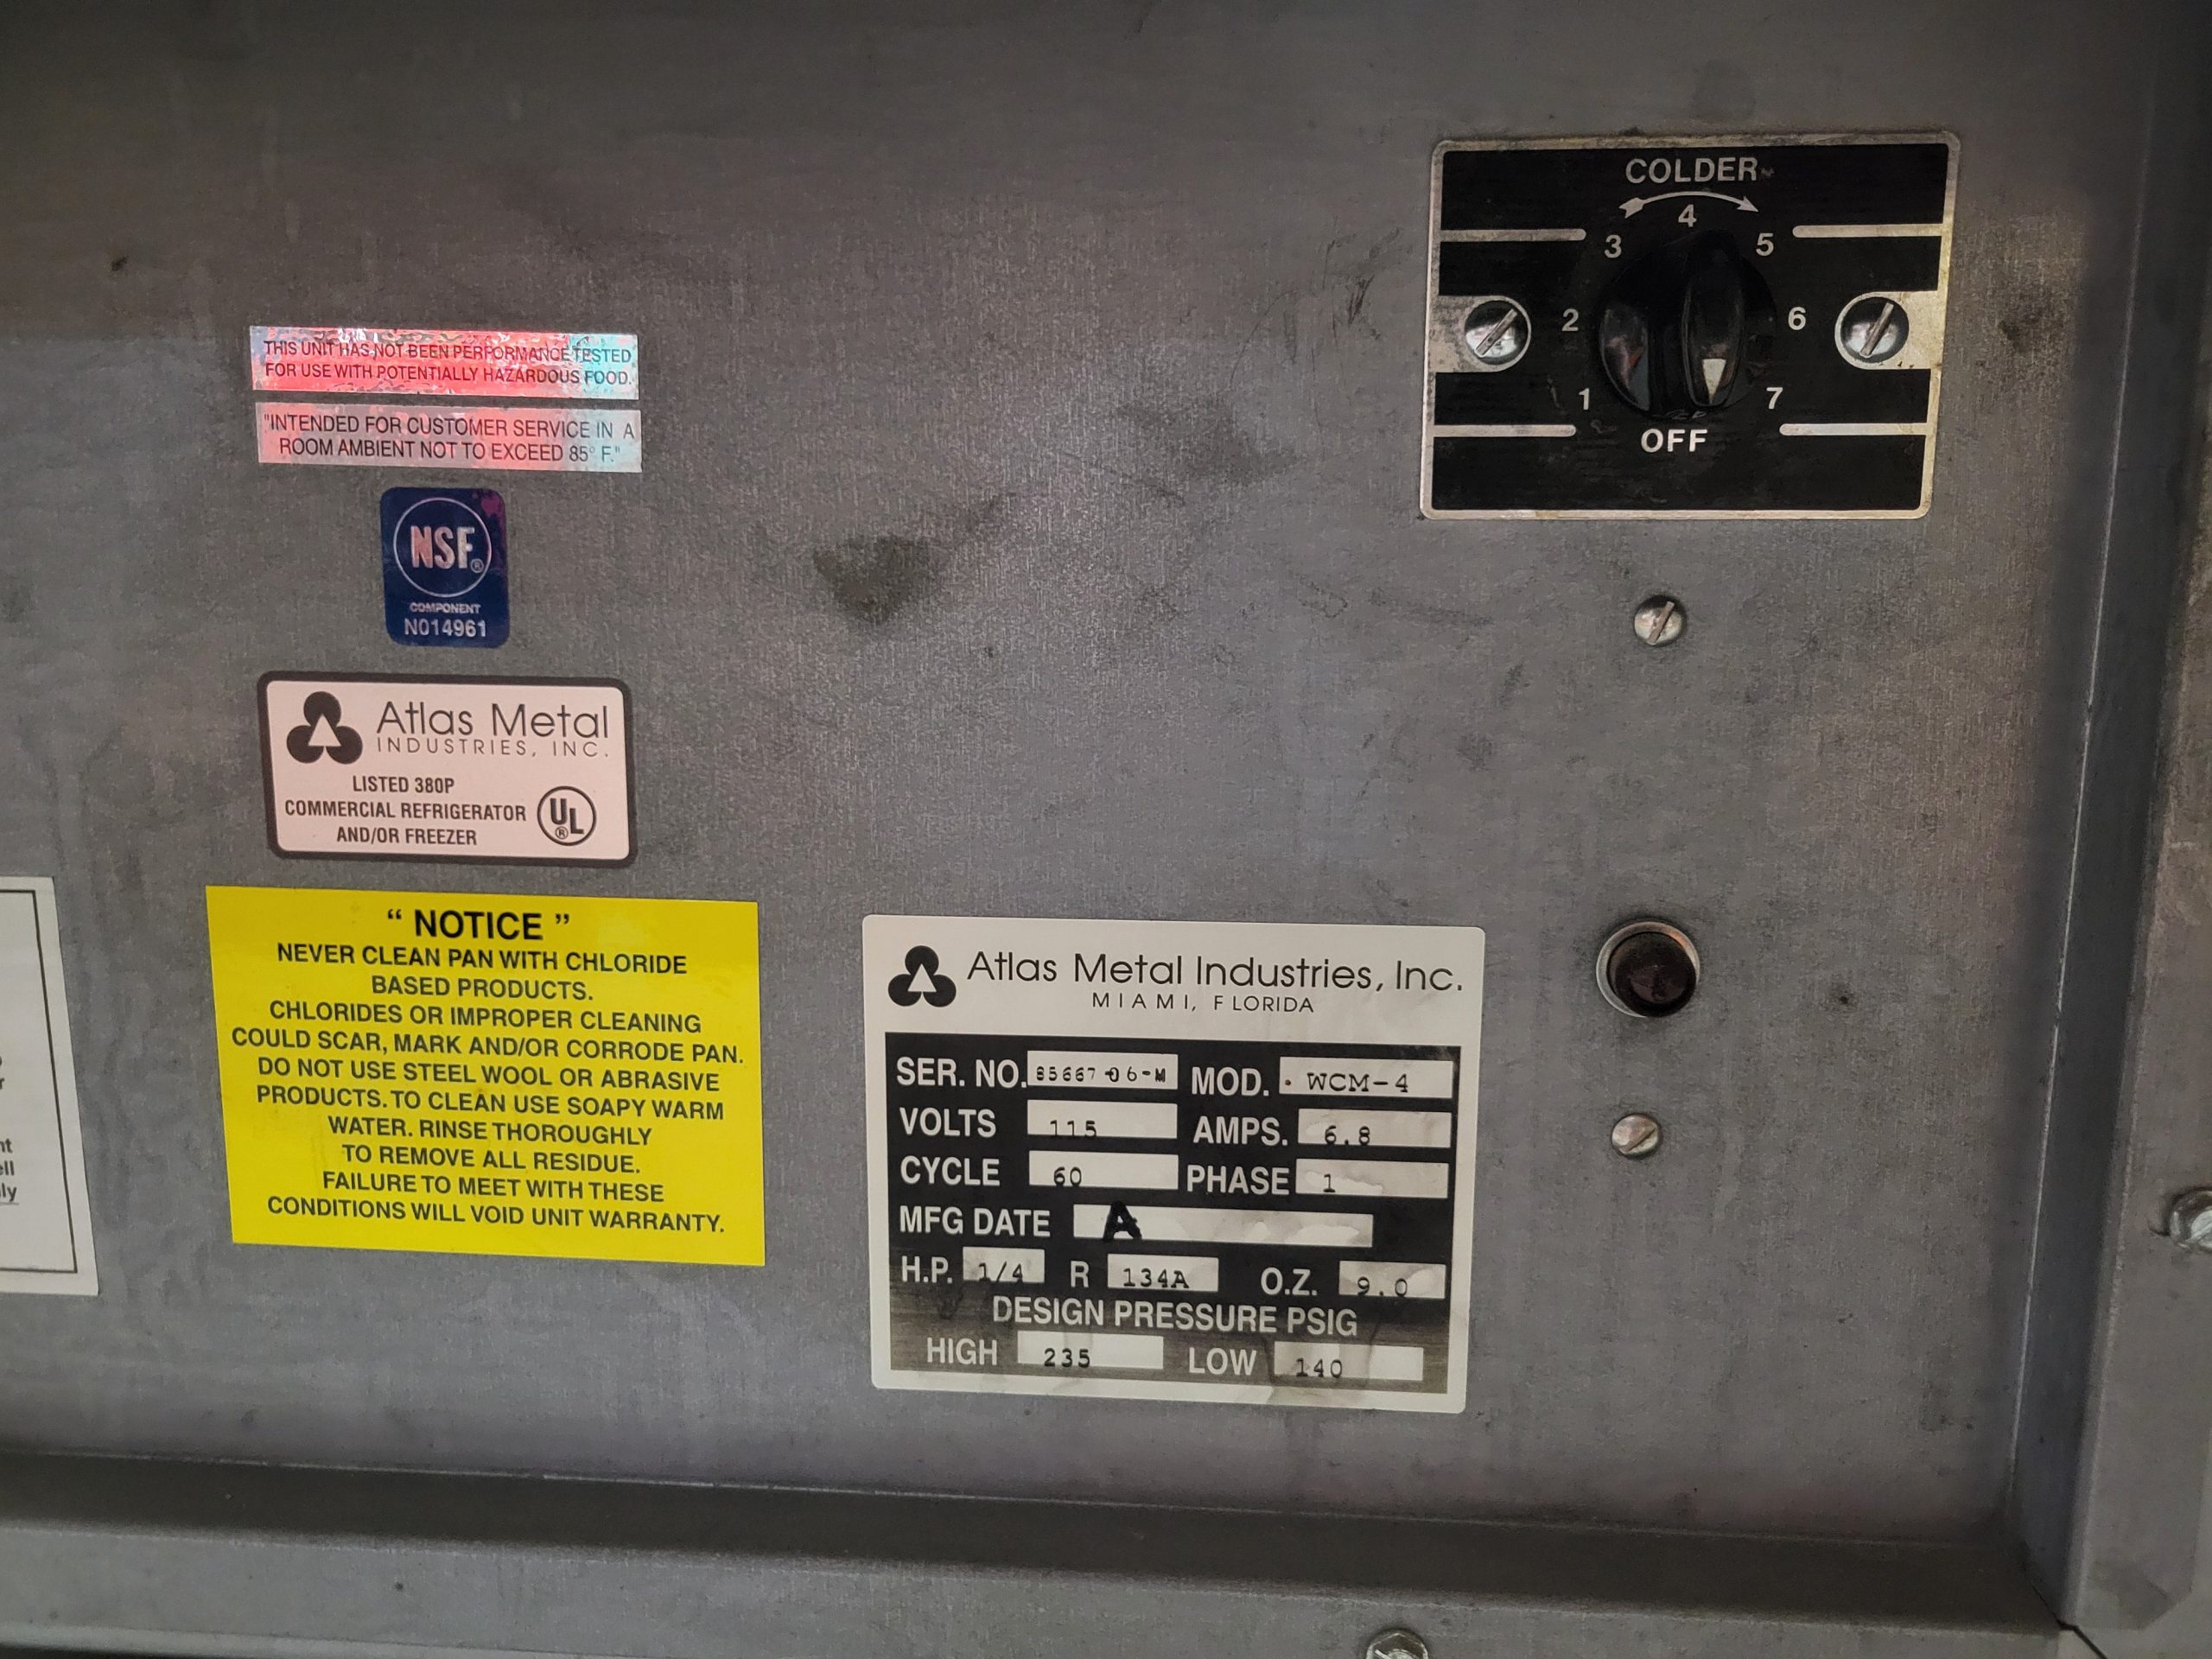 COLDER
4
3
5
2
6
1
7
OFF
THIS UNIT HAS NOT BEEN PERFORMANCE TESTED
FOR USE WITH POTENTIALLY HAZARDOUS FOOD.
"INTENDED FOR CUSTOMER SERVICE IN A
ROOM AMBIENT NOT TO EXCEED 85° F."
NSF®
COMPONENT
N014961
Atlas Metal
INDUSTRIES, INC.
LISTED 380P
COMMERCIAL REFRIGERATOR
AND/OR FREEZER
UL®
“ NOTICE ”
NEVER CLEAN PAN WITH CHLORIDE
BASED PRODUCTS.
CHLORIDES OR IMPROPER CLEANING
COULD SCAR, MARK AND/OR CORRODE PAN.
DO NOT USE STEEL WOOL OR ABRASIVE
PRODUCTS. TO CLEAN USE SOAPY WARM
WATER. RINSE THOROUGHLY
TO REMOVE ALL RESIDUE.
FAILURE TO MEET WITH THESE
CONDITIONS WILL VOID UNIT WARRANTY.
Atlas Metal Industries, Inc.
MIAMI, FLORIDA
SER. NO. 85667-06-M MOD. WCM-4
VOLTS 115 AMPS. 6.8
CYCLE 60 PHASE 1
MFG DATE A
H.P. 1/4 R 134A O.Z. 9.0
DESIGN PRESSURE PSIG
HIGH 235 LOW 140